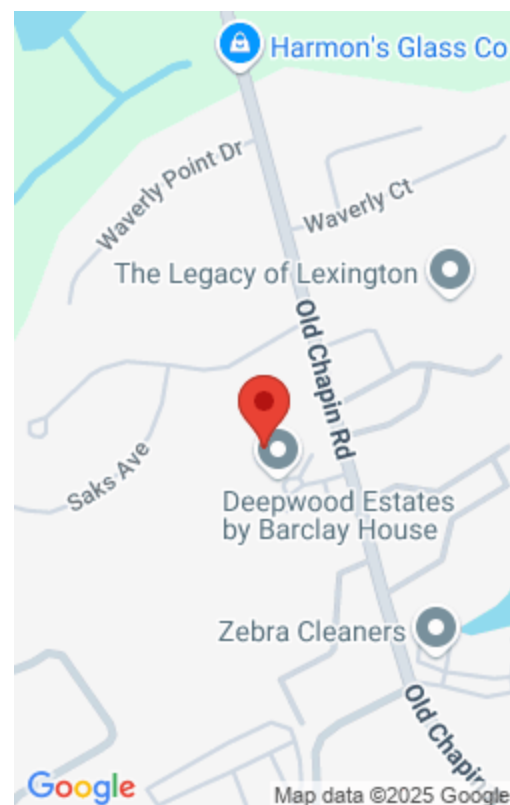 Harmon's Glass Co
Waverly Point Dr
Waverly Ct
The Legacy of Lexington
Old Chapin Rd
Saks Ave
Deepwood Estates
by Barclay House
Zebra Cleaners
Old Chapin
Google
Map data ©2025 Google